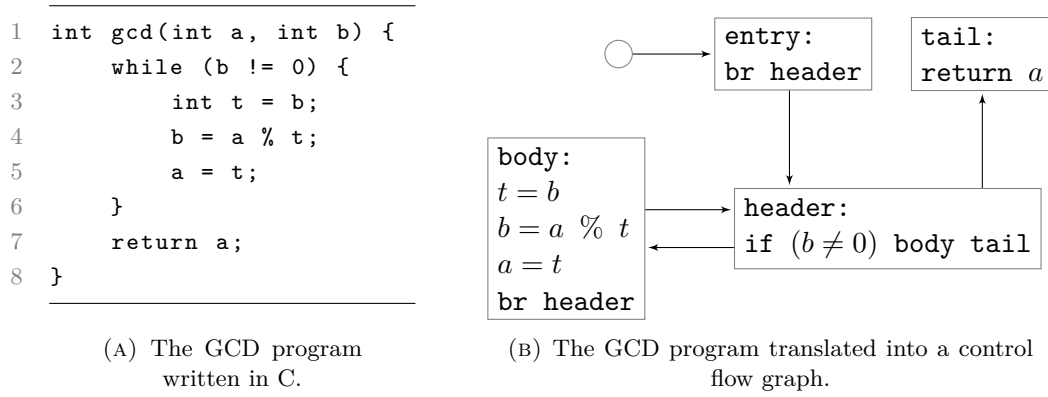 1 int gcd(int a, int b) {
2 while (b != 0) {
3 int t = b;
4 b = a % t;
5 a = t;
6 }
7 return a;
8 }
(A) The GCD program
written in C.
entry:
br header
tail:
return a
body:
t = b
b = a % t
a = t
br header
header:
if (b ≠ 0) body tail
(B) The GCD program translated into a control
flow graph.